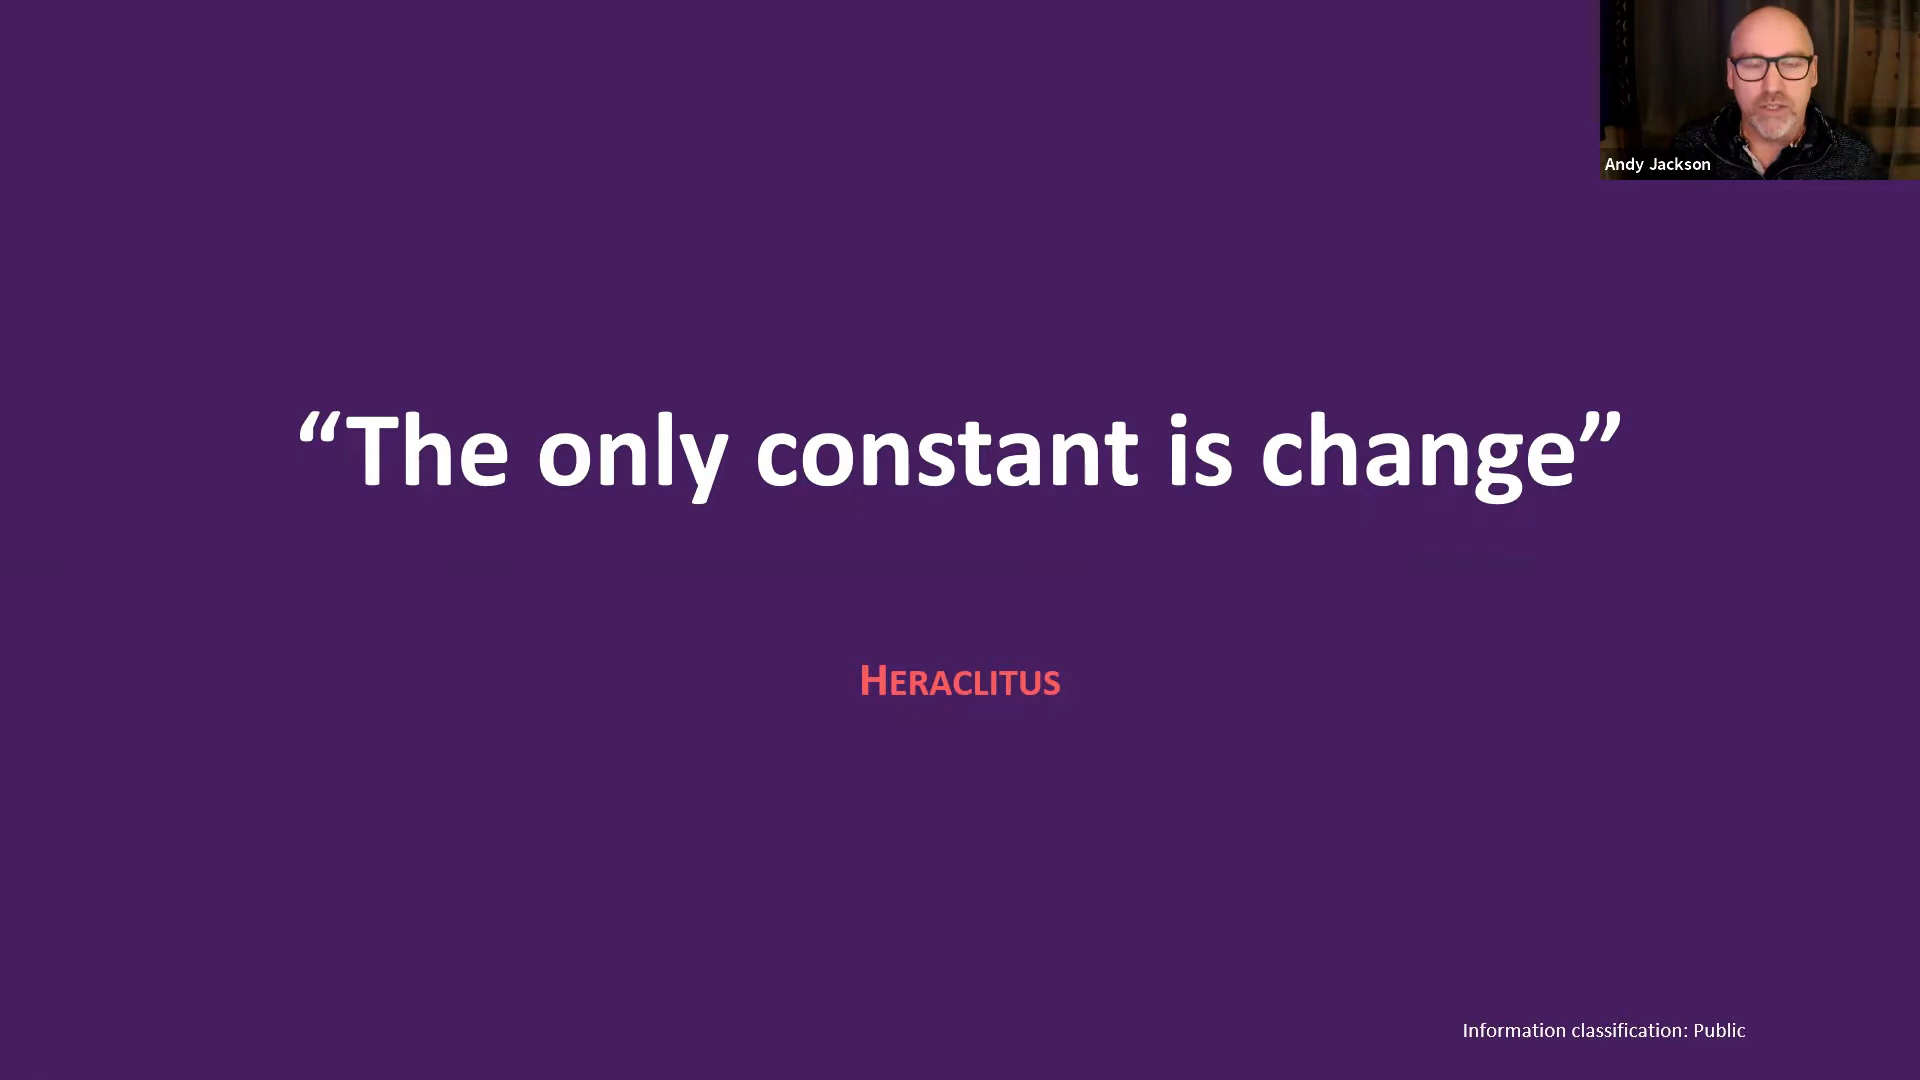 Andy Jackson
“The only constant is change”
HERACLITUS
Information classification: Public